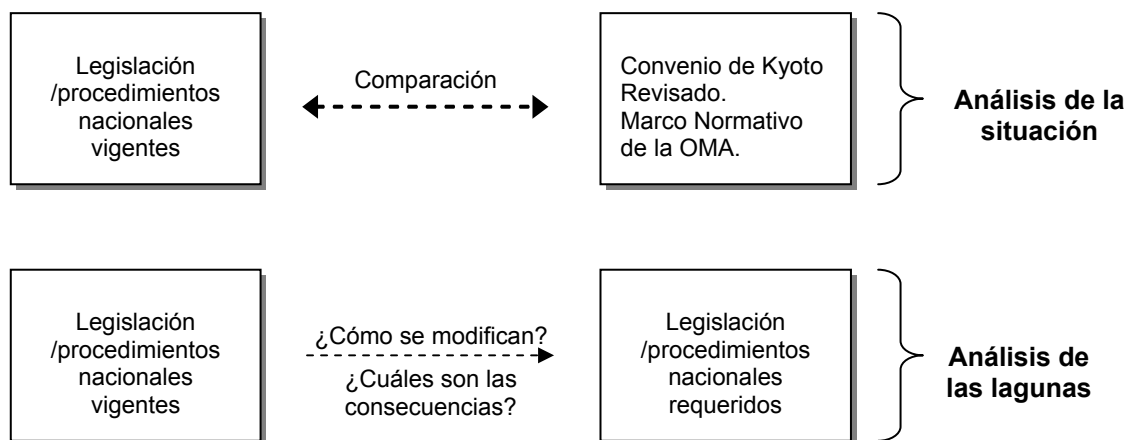 Legislación
/procedimientos
nacionales
vigentes
Comparación
Convenio de Kyoto
Revisado.
Marco Normativo
de la OMA.
Análisis de la
situación
Legislación
/procedimientos
nacionales
vigentes
¿Cómo se modifican?
¿Cuáles son las
consecuencias?
Legislación
/procedimientos
nacionales
requeridos
Análisis de
las lagunas